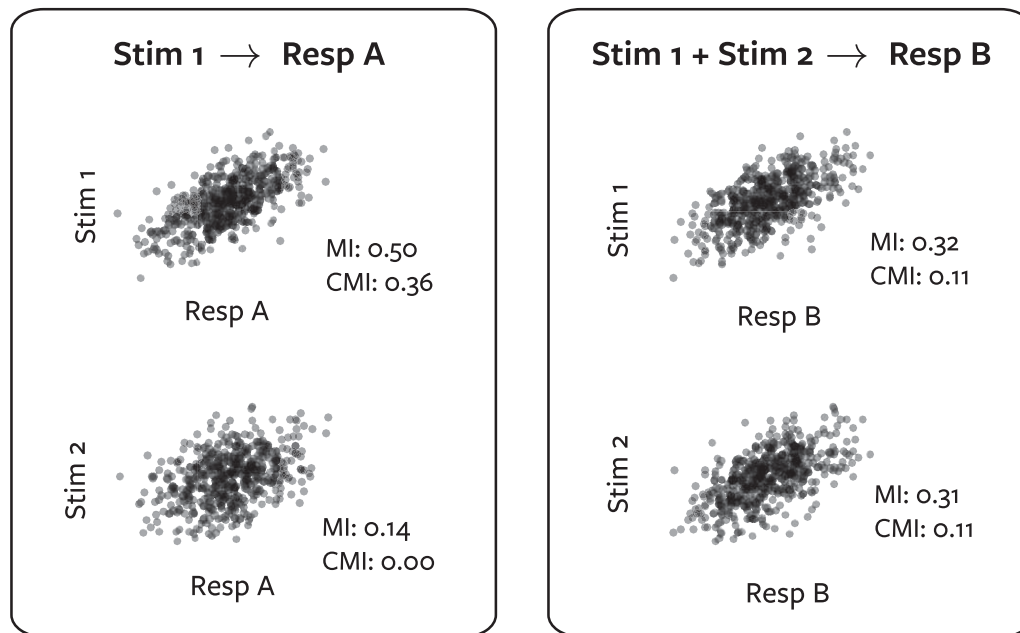 Stim 1 → Resp A
Stim 1
MI: 0.50
CMI: 0.36
Resp A
Stim 2
MI: 0.14
CMI: 0.00
Resp A
Stim 1 + Stim 2 → Resp B
Stim 1
MI: 0.32
CMI: 0.11
Resp B
Stim 2
MI: 0.31
CMI: 0.11
Resp B